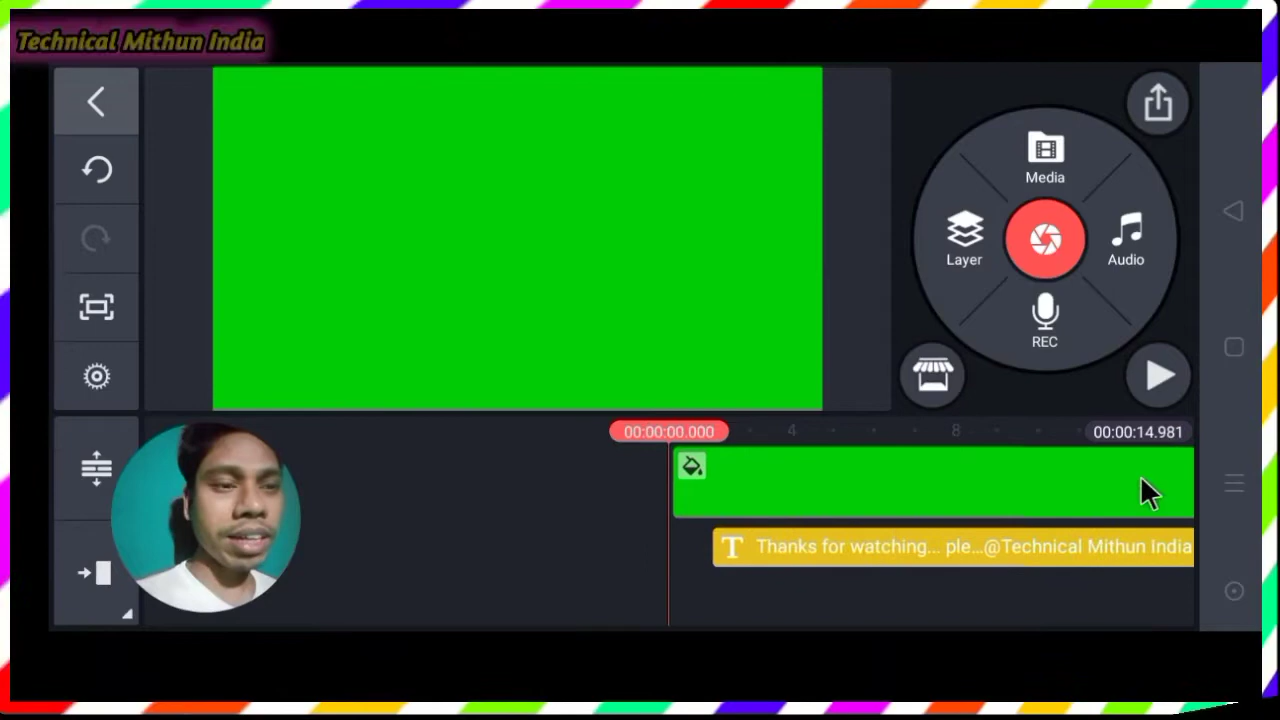 Technical Mithun India
Media
Layer
Audio
REC
00:00:00.000
4
8
00:00:14.981
T Thanks for watching... ple...@Technical Mithun India